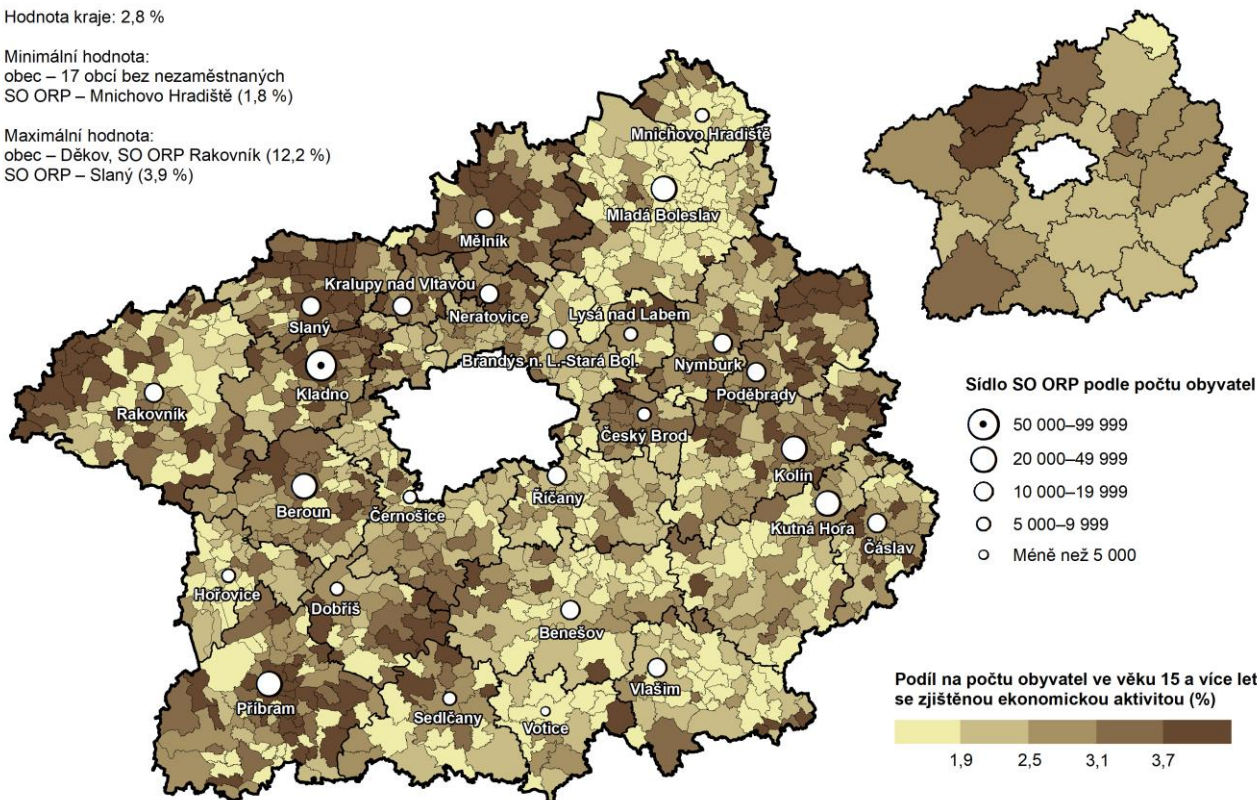 Hodnota kraje: 2,8 %
Minimální hodnota:
obec – 17 obcí bez nezaměstnaných
SO ORP – Mnichovo Hradiště (1,8 %)
Maximální hodnota:
obec – Děkov, SO ORP Rakovník (12,2 %)
SO ORP – Slaný (3,9 %)
Mnichovo Hradiště
Mladá Boleslav
Mělník
Kralupy nad Vltavou
Slaný
Neratovice
Lysá nad Labem
Brandýs n. L.-Stará Bol.
Nymburk
Poděbrady
Kladno
Rakovník
Český Brod
Kolín
Beroun
Černošice
Říčany
Kutná Hora
Čáslav
Hořovice
Dobříš
Benešov
Příbram
Sedlčany
Votice
Vlašim
Sídlo SO ORP podle počtu obyvatel
50 000–99 999
20 000–49 999
10 000–19 999
5 000–9 999
Méně než 5 000
Podíl na počtu obyvatel ve věku 15 a více let
se zjištěnou ekonomickou aktivitou (%)
1,9 2,5 3,1 3,7